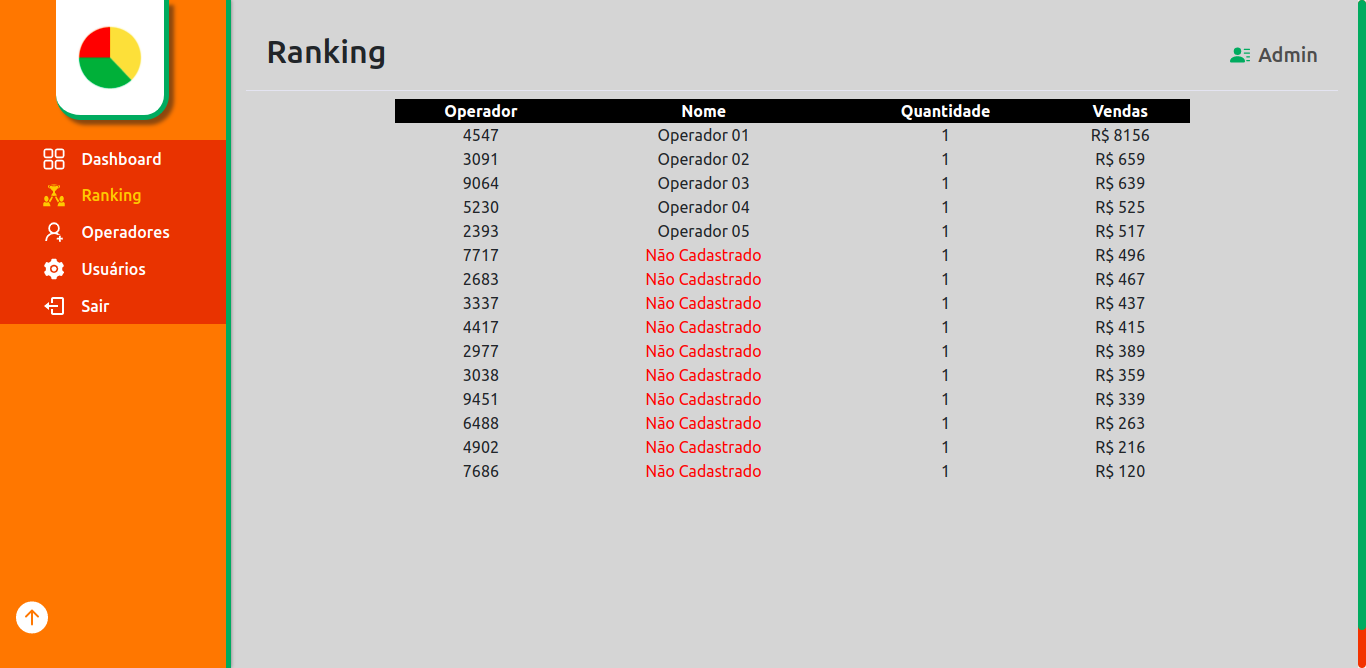 Ranking
Admin
Dashboard
Ranking
Operadores
Usuários
Sair
Operador Nome Quantidade Vendas
4547 Operador 01 1 R$ 8156
3091 Operador 02 1 R$ 659
9064 Operador 03 1 R$ 639
5230 Operador 04 1 R$ 525
2393 Operador 05 1 R$ 517
7717 Não Cadastrado 1 R$ 496
2683 Não Cadastrado 1 R$ 467
3337 Não Cadastrado 1 R$ 437
4417 Não Cadastrado 1 R$ 415
2977 Não Cadastrado 1 R$ 389
3038 Não Cadastrado 1 R$ 359
9451 Não Cadastrado 1 R$ 339
6488 Não Cadastrado 1 R$ 263
4902 Não Cadastrado 1 R$ 216
7686 Não Cadastrado 1 R$ 120